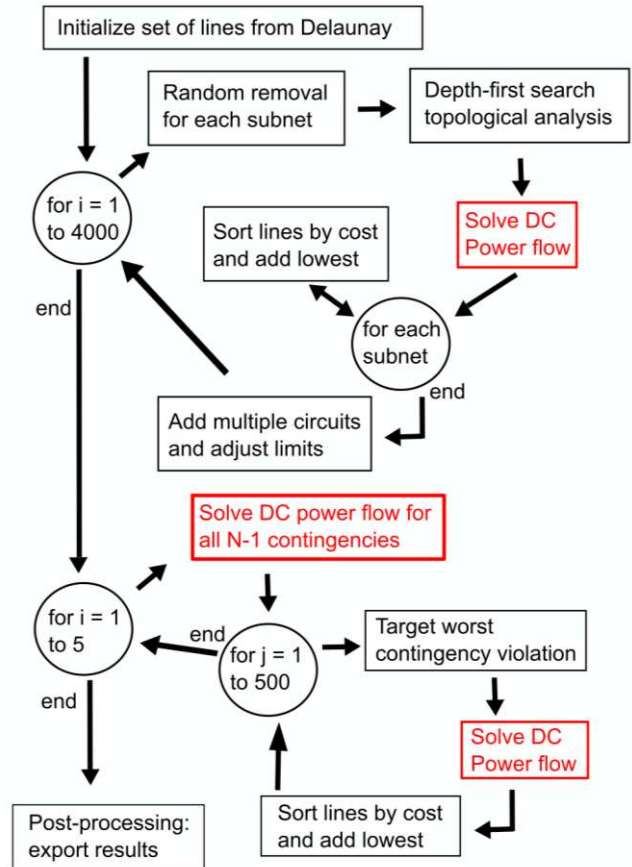 Initialize set of lines from Delaunay
Random removal
for each subnet
Depth-first search
topological analysis
for i = 1
to 4000
Sort lines by cost
and add lowest
Solve DC
Power flow
end
for each
subnet
end
Add multiple circuits
and adjust limits
Solve DC power flow for
all N-1 contingencies
for i = 1
to 5
end
for j = 1
to 500
Target worst
contingency violation
end
Solve DC
Power flow
Post-processing:
export results
Sort lines by cost
and add lowest